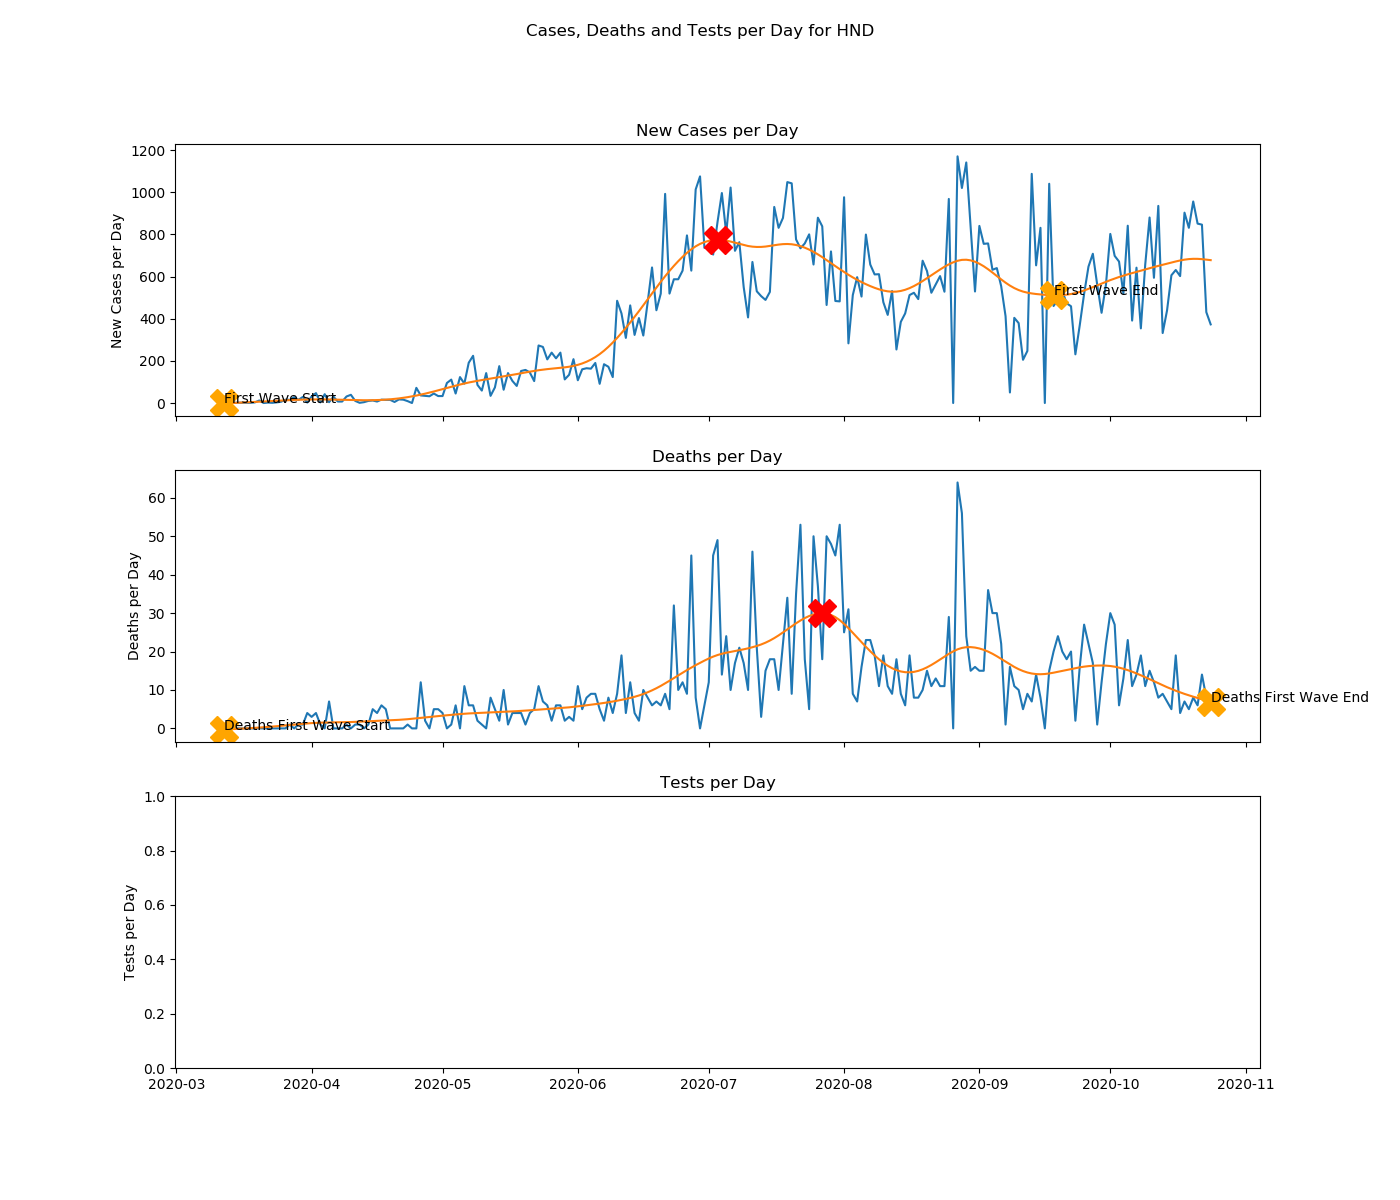 Cases, Deaths and Tests per Day for HND
New Cases per Day
1200
1000
800
600
400
200
0
New Cases per Day
First Wave Start
First Wave End
Deaths per Day
60
50
40
30
20
10
0
Deaths per Day
Deaths First Wave Start
Deaths First Wave End
Tests per Day
1.0
0.8
0.6
0.4
0.2
0.0
Tests per Day
2020-03 2020-04 2020-05 2020-06 2020-07 2020-08 2020-09 2020-10 2020-11